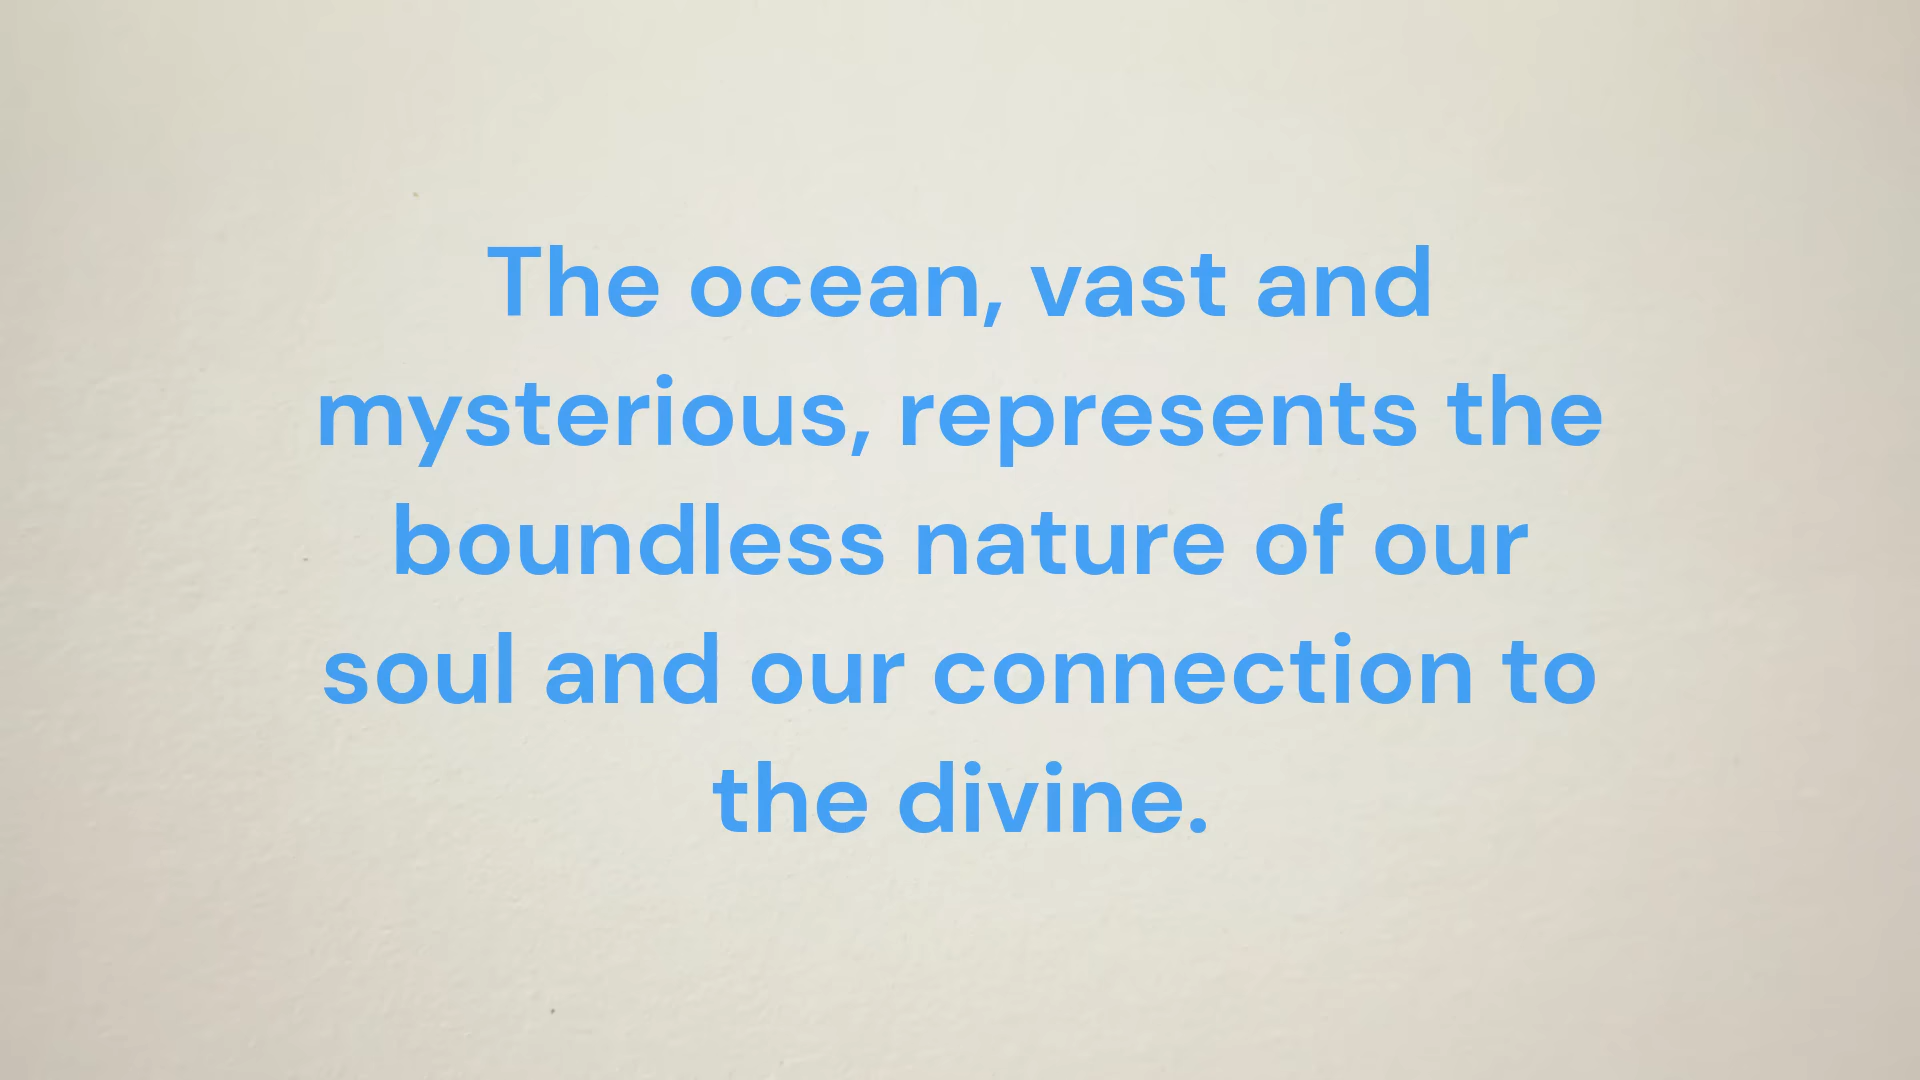 The ocean, vast and
mysterious, represents the
boundless nature of our
soul and our connection to
the divine.